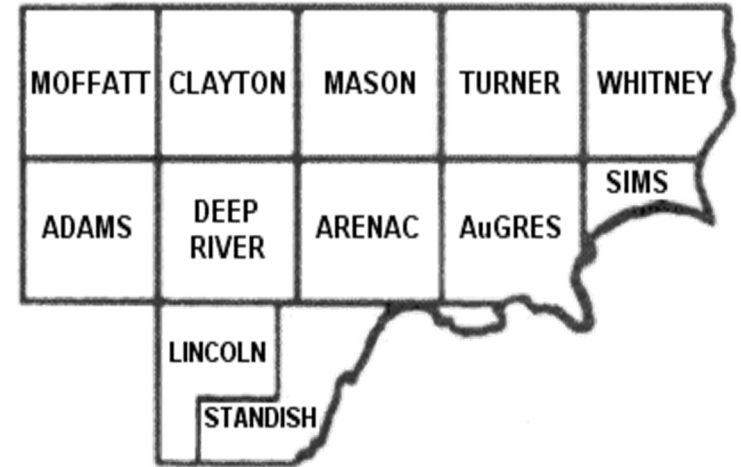 MOFFATT
CLAYTON
MASON
TURNER
WHITNEY
SIMS
ADAMS
DEEP
RIVER
ARENAC
AuGRES
LINCOLN
STANDISH